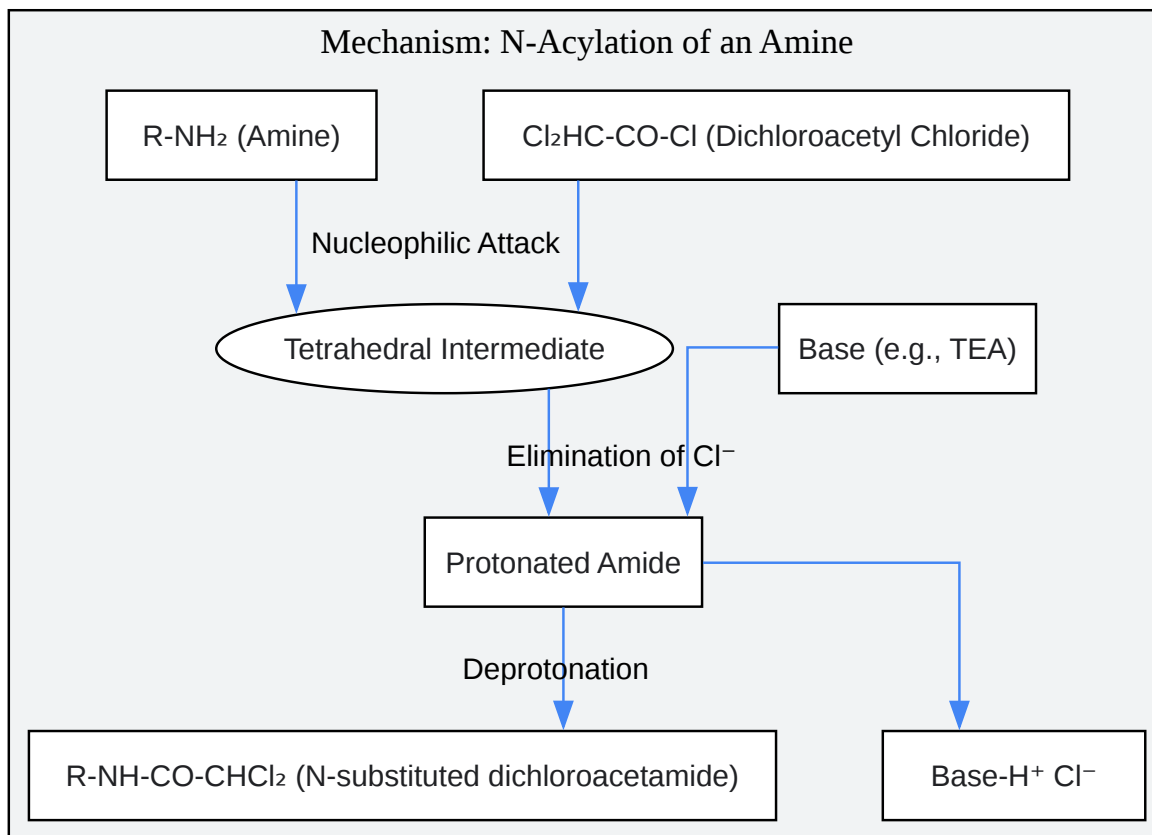 Mechanism: N-Acylation of an Amine
R-NH₂ (Amine)
Cl₂HC-CO-Cl (Dichloroacetyl Chloride)
Nucleophilic Attack
Tetrahedral Intermediate
Base (e.g., TEA)
Elimination of Cl⁻
Protonated Amide
Deprotonation
R-NH-CO-CHCl₂ (N-substituted dichloroacetamide)
Base-H⁺ Cl⁻